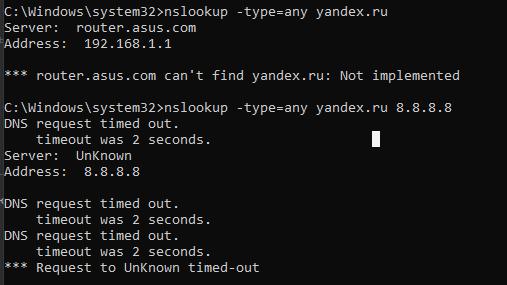 C:\Windows\system32>nslookup -type=any yandex.ru
Server:  router.asus.com
Address:  192.168.1.1

*** router.asus.com can't find yandex.ru: Not implemented

C:\Windows\system32>nslookup -type=any yandex.ru 8.8.8.8
DNS request timed out.
    timeout was 2 seconds.
Server:  UnKnown
Address:  8.8.8.8

DNS request timed out.
    timeout was 2 seconds.
DNS request timed out.
    timeout was 2 seconds.
*** Request to UnKnown timed-out